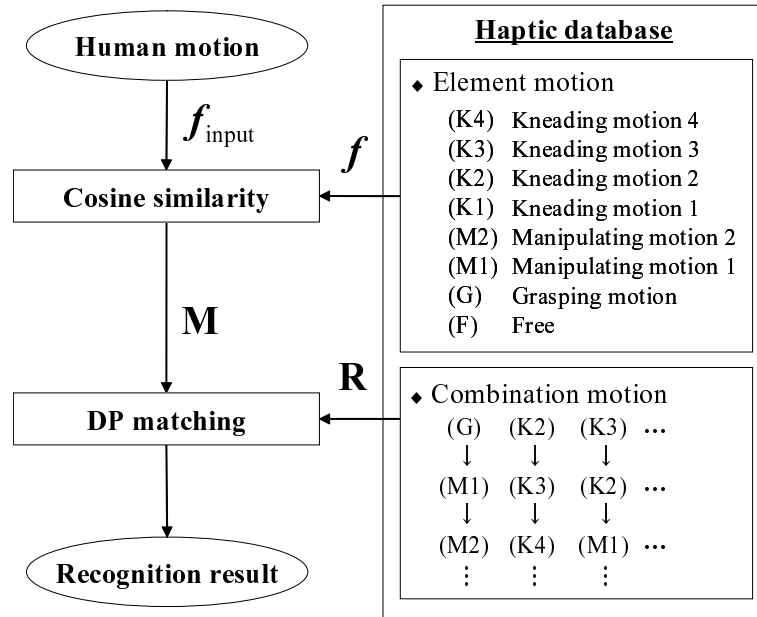 Human motion
f input
Cosine similarity
M
DP matching
Recognition result
f
R
Haptic database
◆ Element motion
(K4) Kneading motion 4
(K3) Kneading motion 3
(K2) Kneading motion 2
(K1) Kneading motion 1
(M2) Manipulating motion 2
(M1) Manipulating motion 1
(G) Grasping motion
(F) Free
◆ Combination motion
(G) (K2) (K3) ...
↓ ↓ ↓
(M1) (K3) (K2) ...
↓ ↓ ↓
(M2) (K4) (M1) ...
⋮ ⋮ ⋮